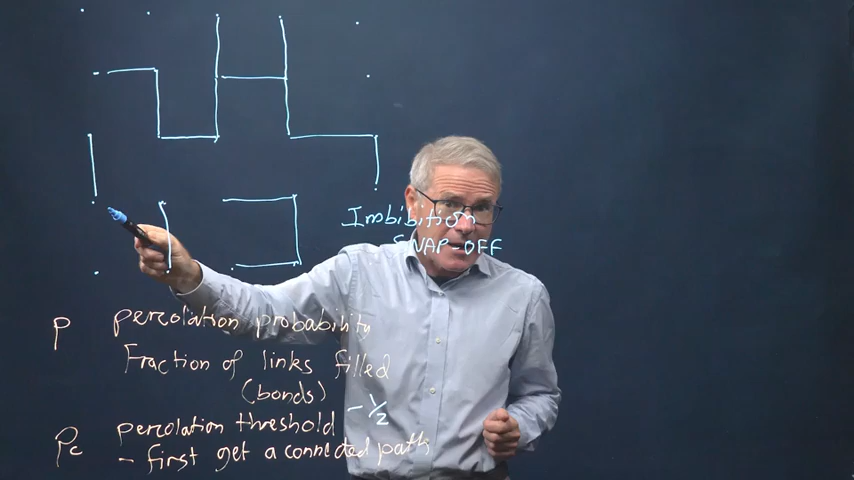 Imbibition
SNAP-OFF
P percolation probability
Fraction of links filled
(bonds)
Pc percolation threshold - 1/2
- first get a connected path